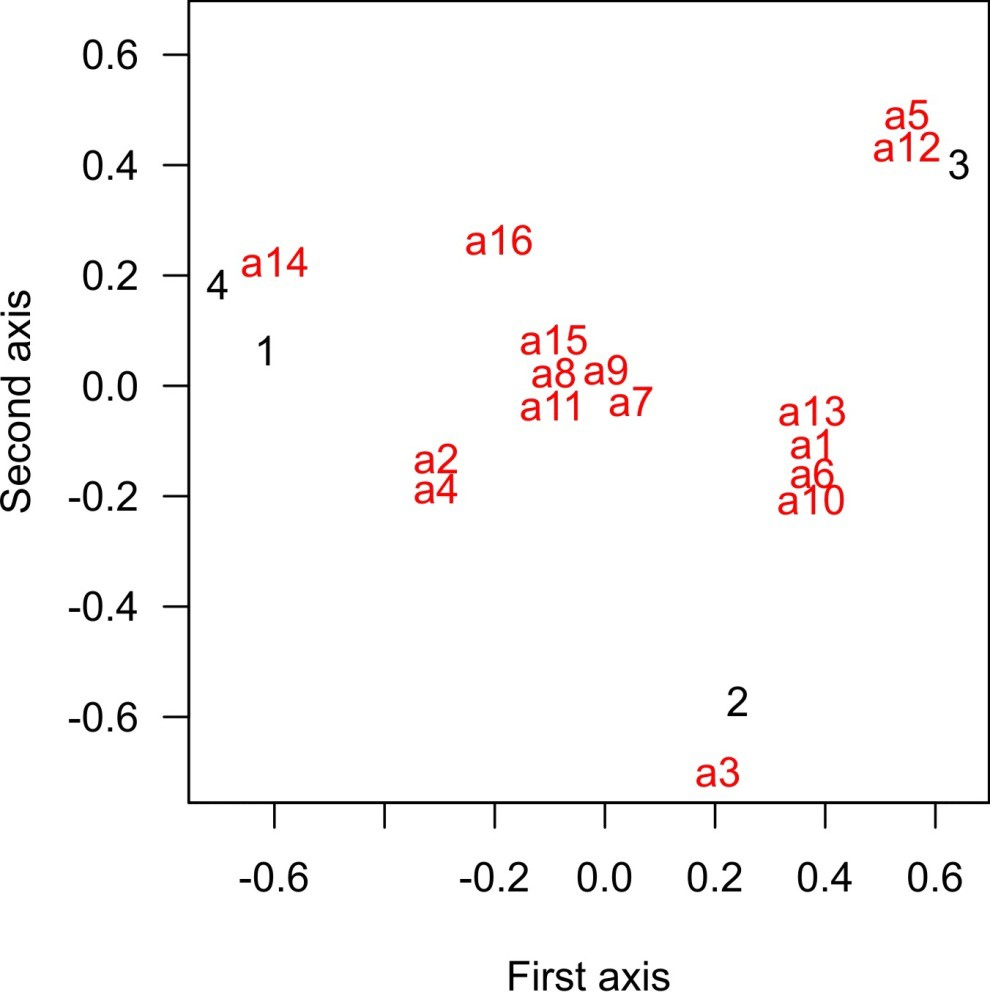 0.6
a5
a12
0.4
3
a16
a14
0.2
4
1
a15
a8 a9
0.0
a11 a7
a13
a1
a2
a6
-0.2
a4
a10
-0.4
2
-0.6
a3
-0.6 -0.2 0.0 0.2 0.4 0.6
First axis
Second axis